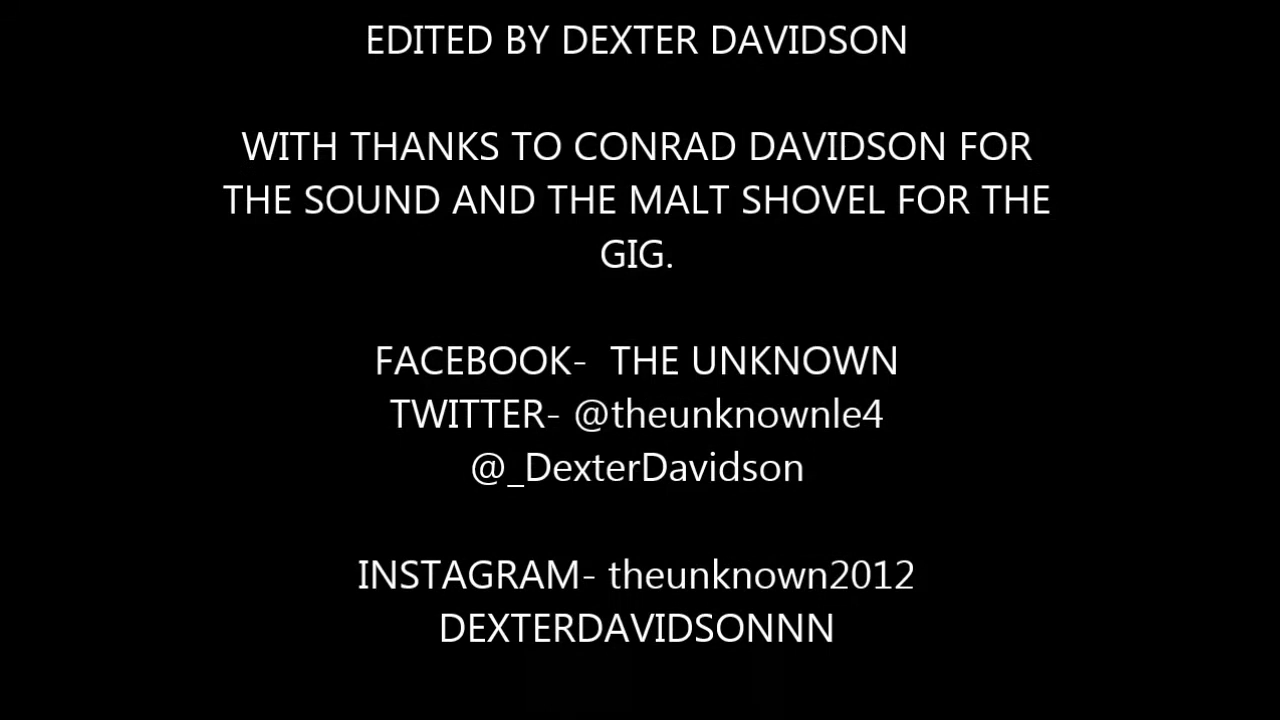 EDITED BY DEXTER DAVIDSON
WITH THANKS TO CONRAD DAVIDSON FOR
THE SOUND AND THE MALT SHOVEL FOR THE
GIG.
FACEBOOK-  THE UNKNOWN
TWITTER- @theunknownle4
@_DexterDavidson
INSTAGRAM- theunknown2012
DEXTERDAVIDSONNN